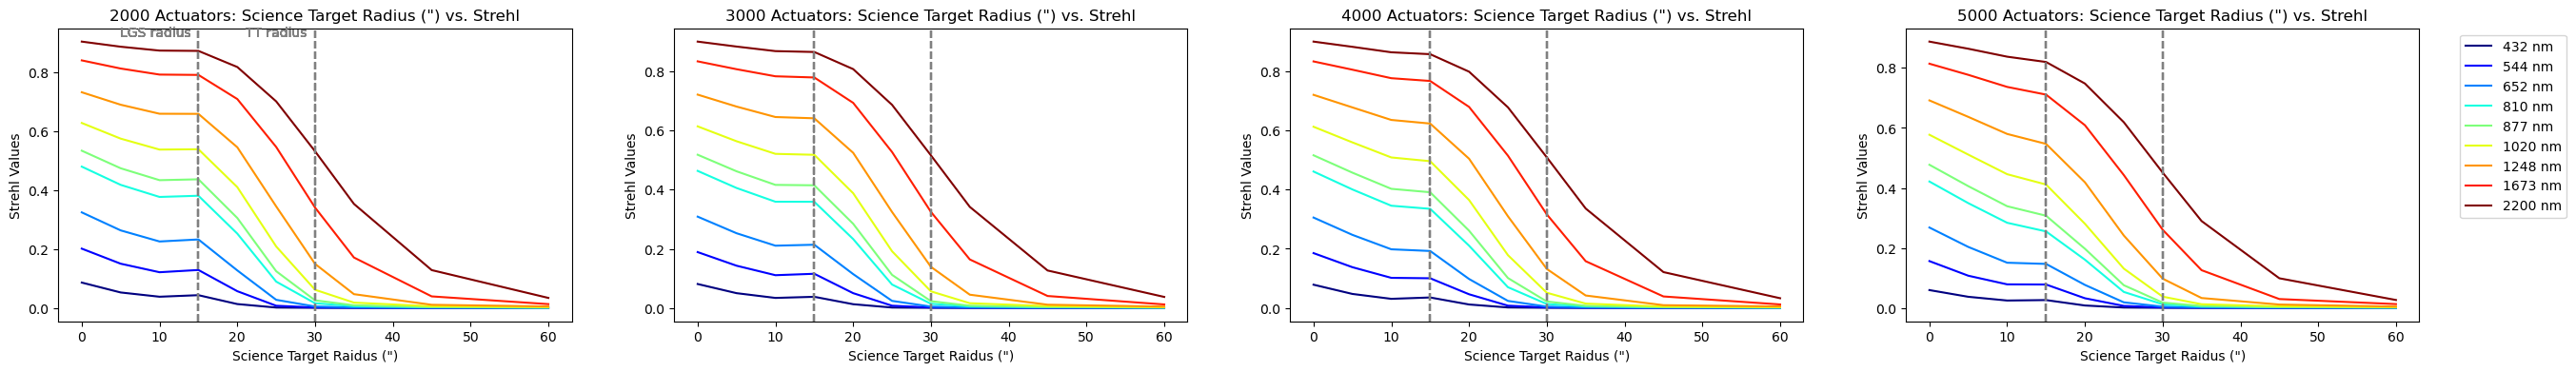 2000 Actuators: Science Target Radius (") vs. Strehl
LGS radius
TT radius
Strehl Values
0.8
0.6
0.4
0.2
0.0
0 10 20 30 40 50 60
Science Target Raidus (")
3000 Actuators: Science Target Radius (") vs. Strehl
Strehl Values
0.8
0.6
0.4
0.2
0.0
0 10 20 30 40 50 60
Science Target Raidus (")
4000 Actuators: Science Target Radius (") vs. Strehl
Strehl Values
0.8
0.6
0.4
0.2
0.0
0 10 20 30 40 50 60
Science Target Raidus (")
5000 Actuators: Science Target Radius (") vs. Strehl
Strehl Values
0.8
0.6
0.4
0.2
0.0
0 10 20 30 40 50 60
Science Target Raidus (")
432 nm
544 nm
652 nm
810 nm
877 nm
1020 nm
1248 nm
1673 nm
2200 nm